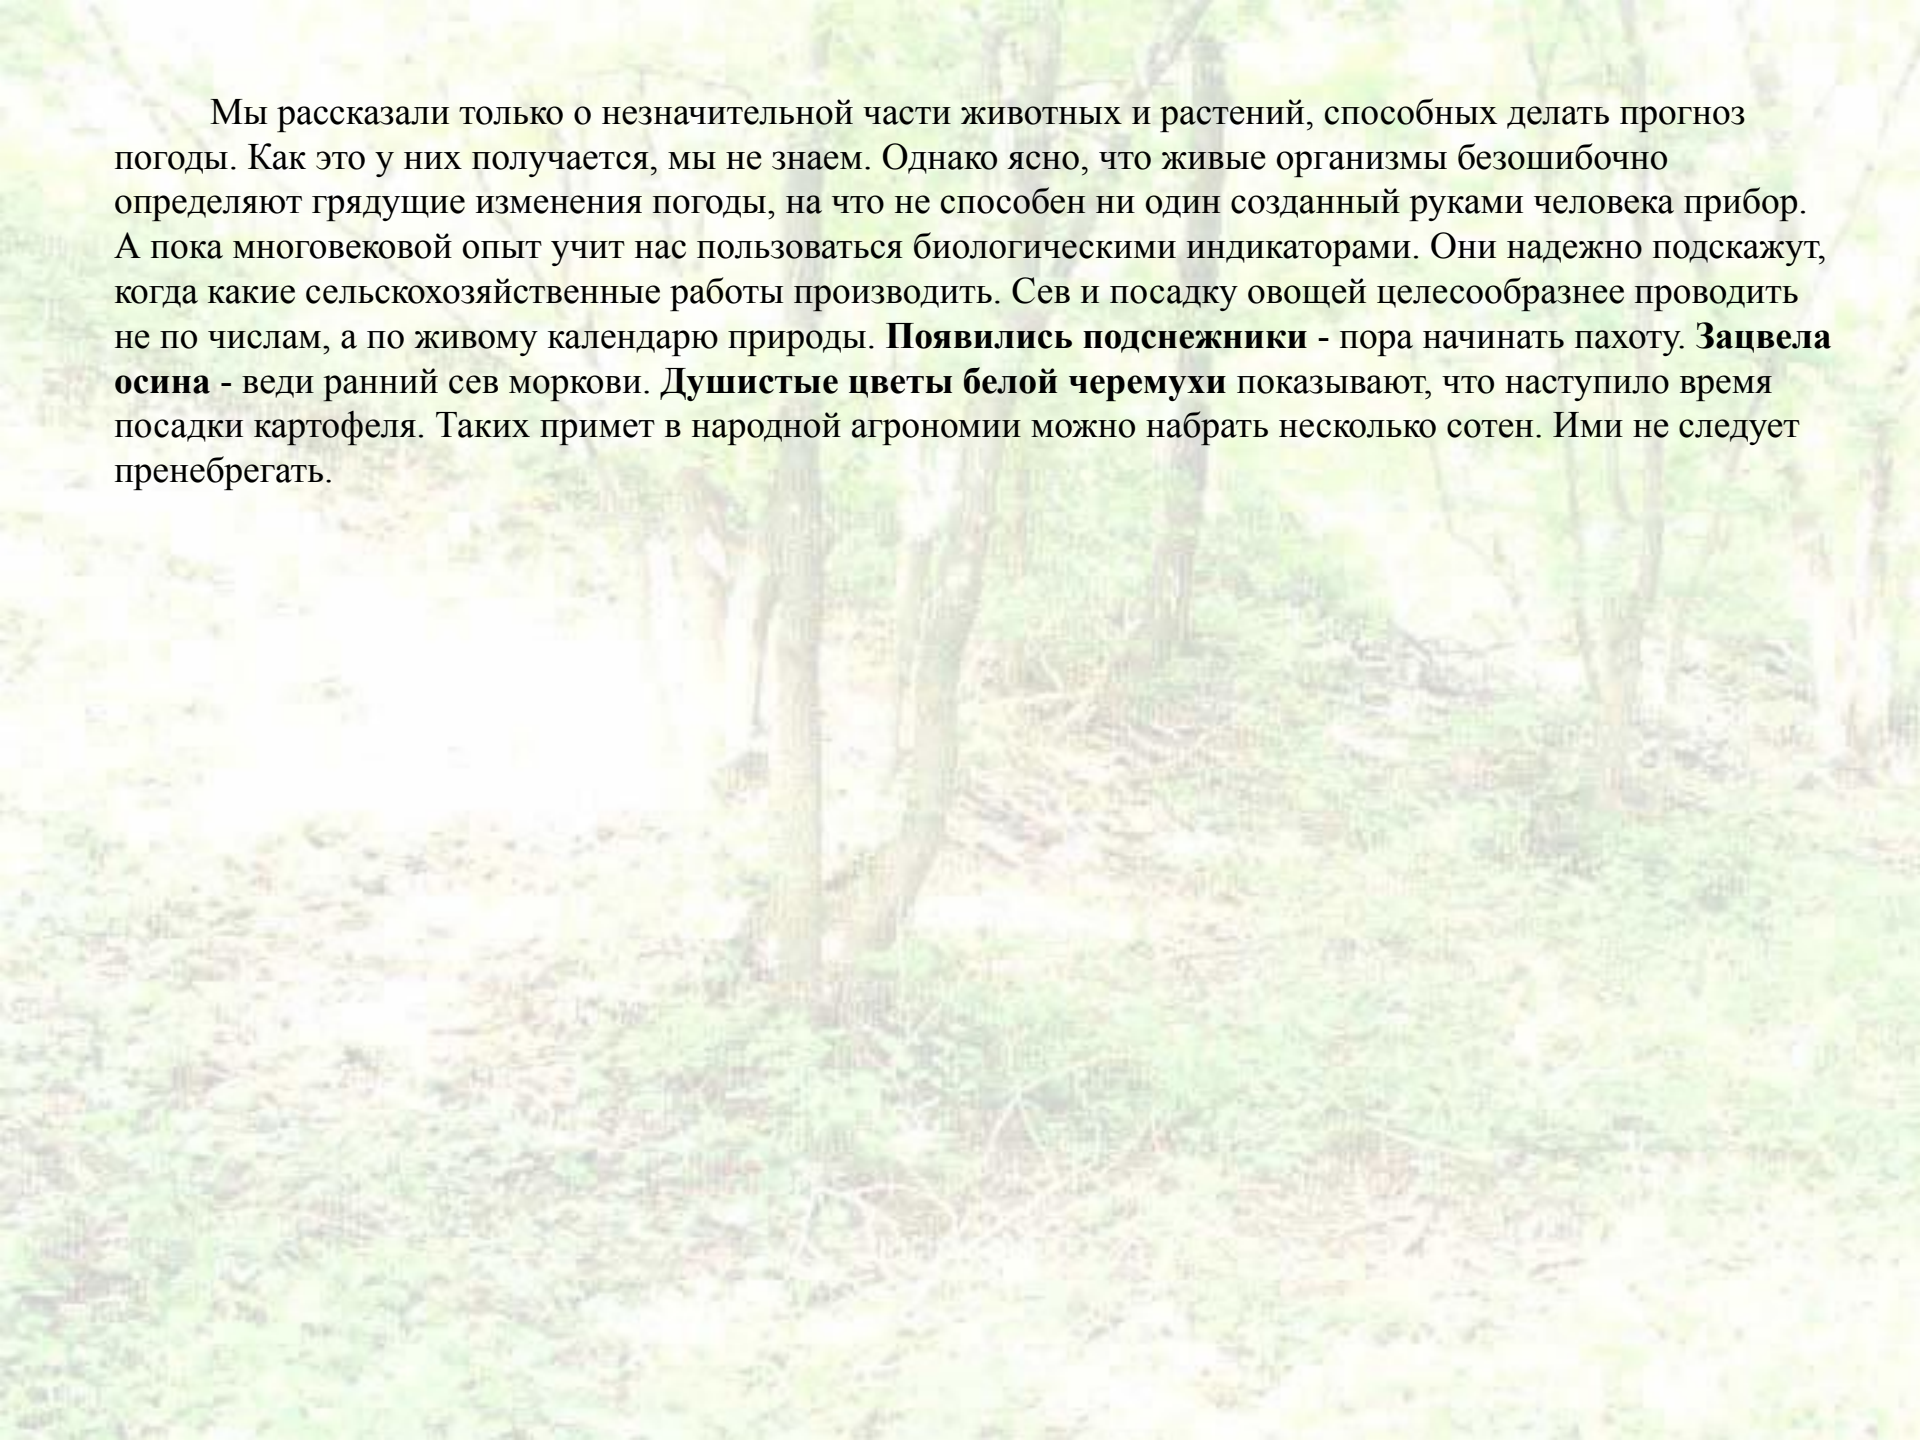 Мы рассказали только о незначительной части животных и растений, способных делать прогноз
погоды. Как это у них получается, мы не знаем. Однако ясно, что живые организмы безошибочно
определяют грядущие изменения погоды, на что не способен ни один созданный руками человека прибор.
А пока многовековой опыт учит нас пользоваться биологическими индикаторами. Они надежно подскажут,
когда какие сельскохозяйственные работы производить. Сев и посадку овощей целесообразнее проводить
не по числам, а по живому календарю природы. Появились подснежники - пора начинать пахоту. Зацвела
осина - веди ранний сев моркови. Душистые цветы белой черемухи показывают, что наступило время
посадки картофеля. Таких примет в народной агрономии можно набрать несколько сотен. Ими не следует
пренебрегать.